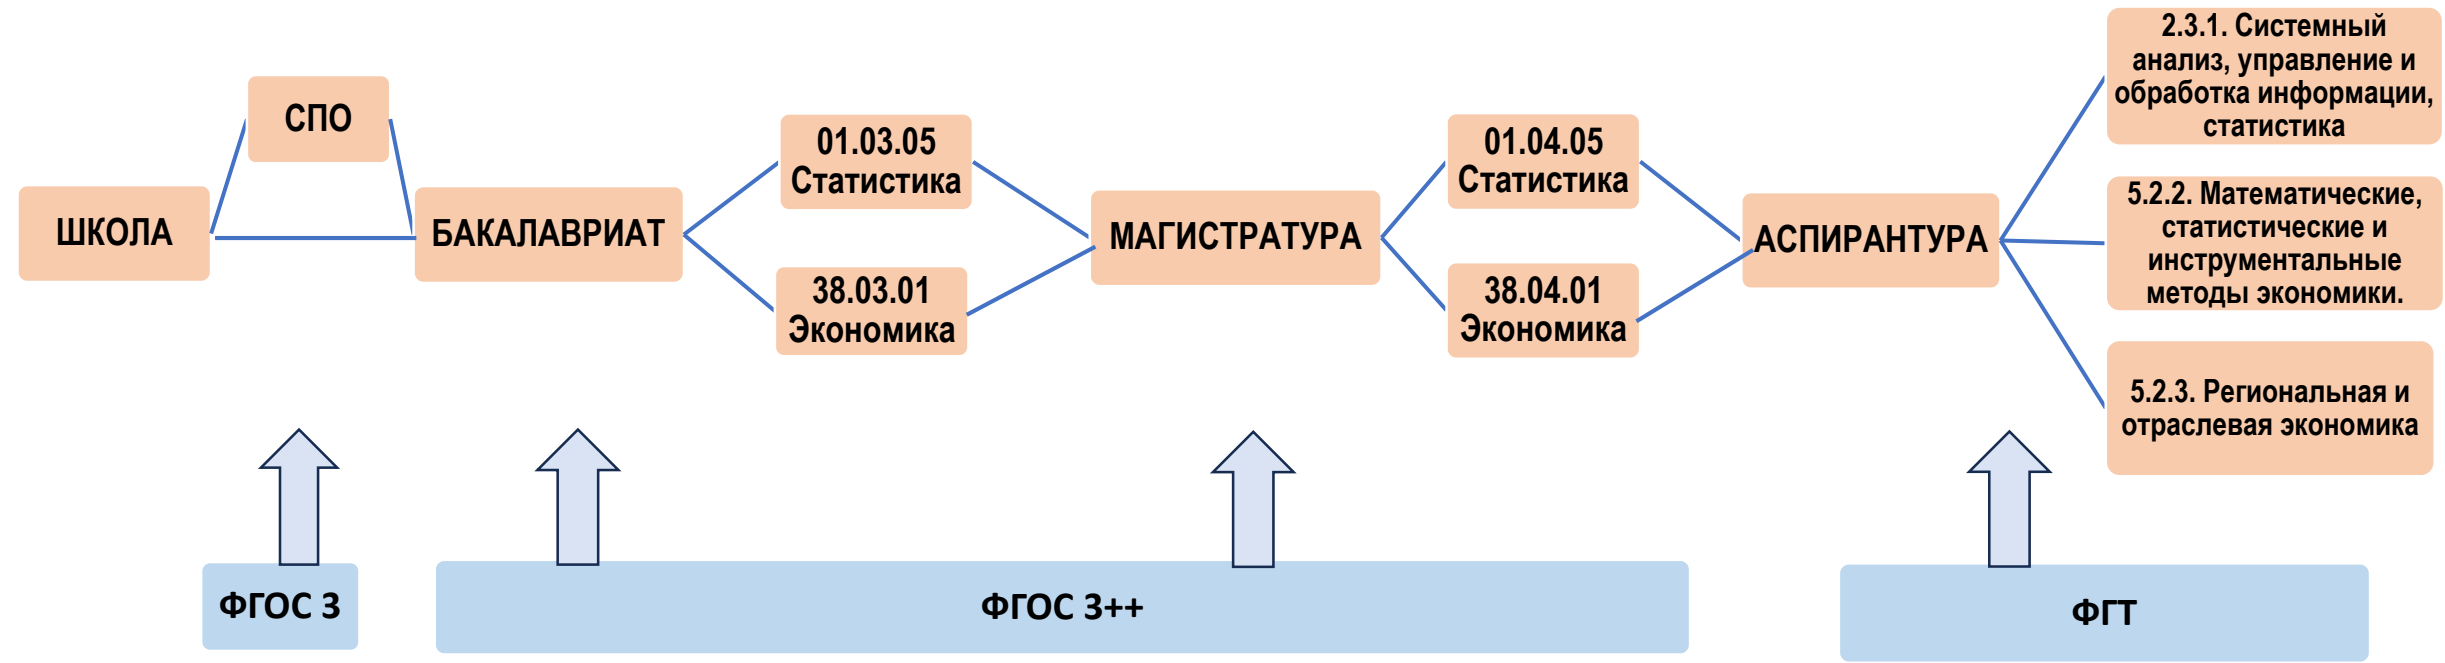 ШКОЛА
СПО
БАКАЛАВРИАТ
01.03.05
Статистика
38.03.01
Экономика
МАГИСТРАТУРА
01.04.05
Статистика
38.04.01
Экономика
АСПИРАНТУРА
2.3.1. Системный
анализ, управление и
обработка информации,
статистика
5.2.2. Математические,
статистические и
инструментальные
методы экономики.
5.2.3. Региональная и
отраслевая экономика
ФГОС 3
ФГОС 3++
ФГТ